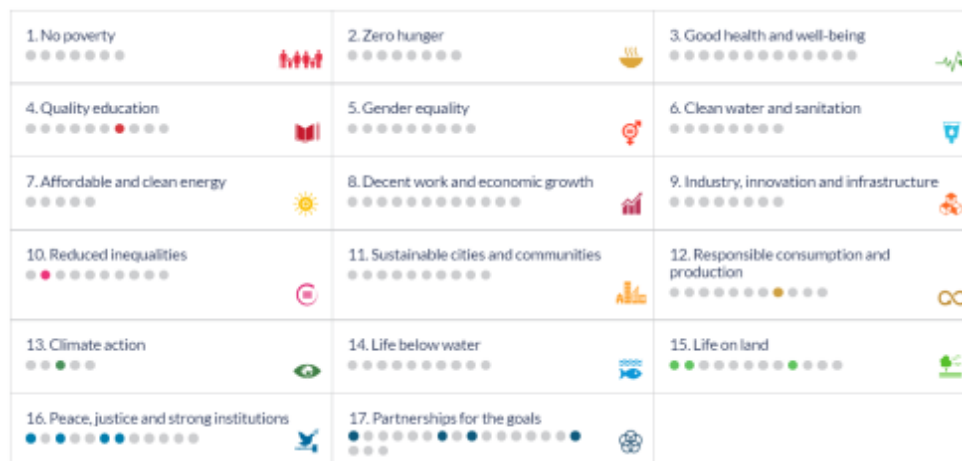 1. No poverty
2. Zero hunger
3. Good health and well-being
4. Quality education
5. Gender equality
6. Clean water and sanitation
7. Affordable and clean energy
8. Decent work and economic growth
9. Industry, innovation and infrastructure
10. Reduced inequalities
11. Sustainable cities and communities
12. Responsible consumption and
production
13. Climate action
14. Life below water
15. Life on land
16. Peace, justice and strong institutions
17. Partnerships for the goals